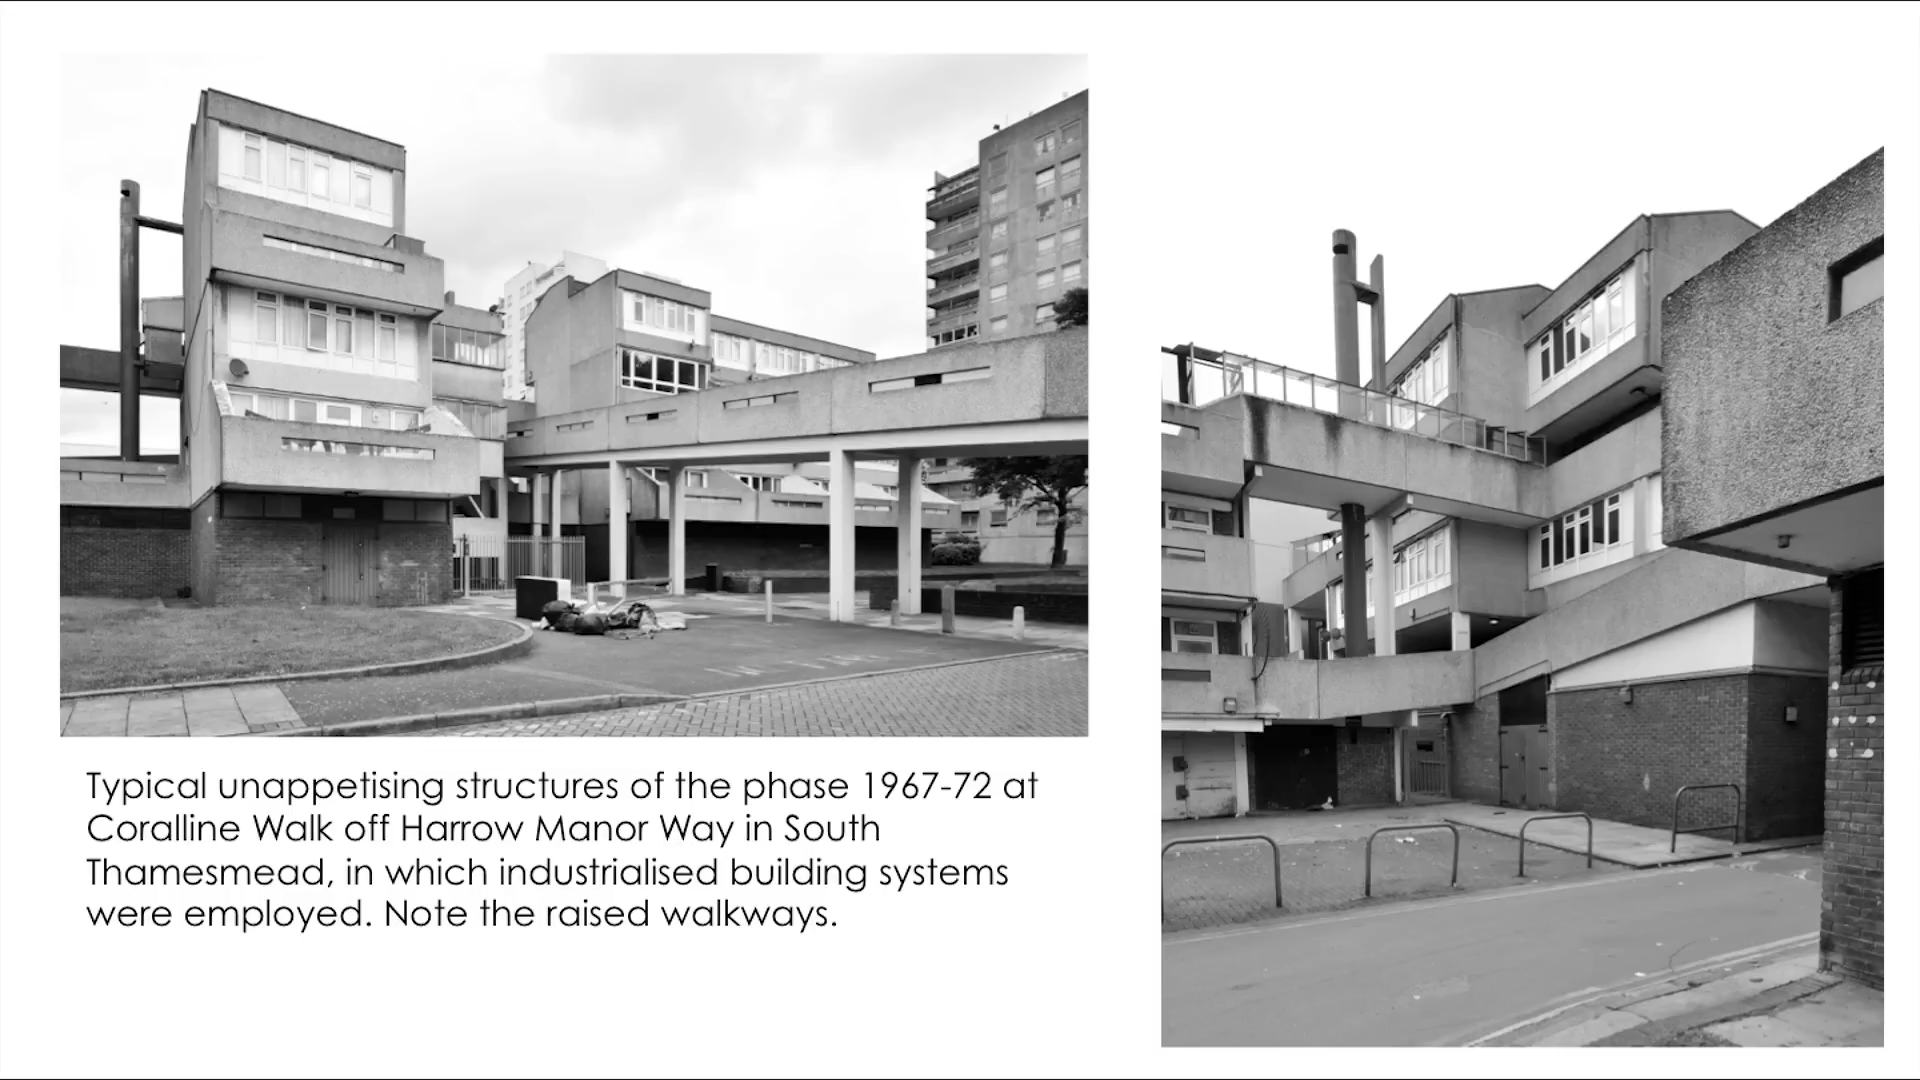 Typical unappetising structures of the phase 1967-72 at
Coralline Walk off Harrow Manor Way in South
Thamesmead, in which industrialised building systems
were employed. Note the raised walkways.